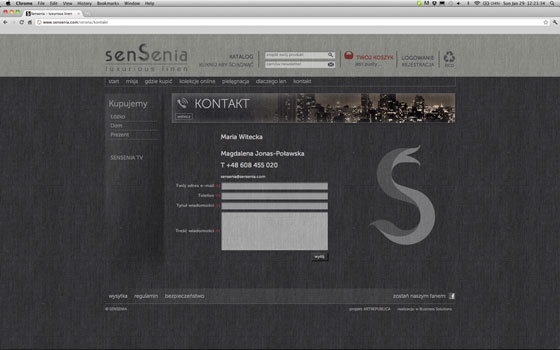 Chrome File Edit View History Bookmarks Window Help
Sun Jan 29 12:21:34
Sensenia - luxurious linen
www.sensenia.com/strona/kontakt
senSenia
luxurious linen
KATALOG
KLIKNIJ ABY ŚCIĄGNĄĆ
znajdź swój produkt
zamów newsletter
TWÓJ KOSZYK
jest pusty
LOGOWANIE
REJESTRACJA
eco
start misja gdzie kupić kolekcja online pielęgnacja dlaczego len kontakt
Kupujemy
Łóżko
Dom
Prezent
SENSENIA TV
KONTAKT
Maria Witecka
Magdalena Jonas-Poławska
T +48 608 455 020
sensenia@sensenia.com
Twój adres e-mail
Telefon
Tytuł wiadomości
Treść wiadomości
wyślij
wysyłka regulamin bezpieczeństwo
zostań naszym fanem:
© SENSENIA
projekt ARTREPUBLICA
realizacja e-Business Solutions